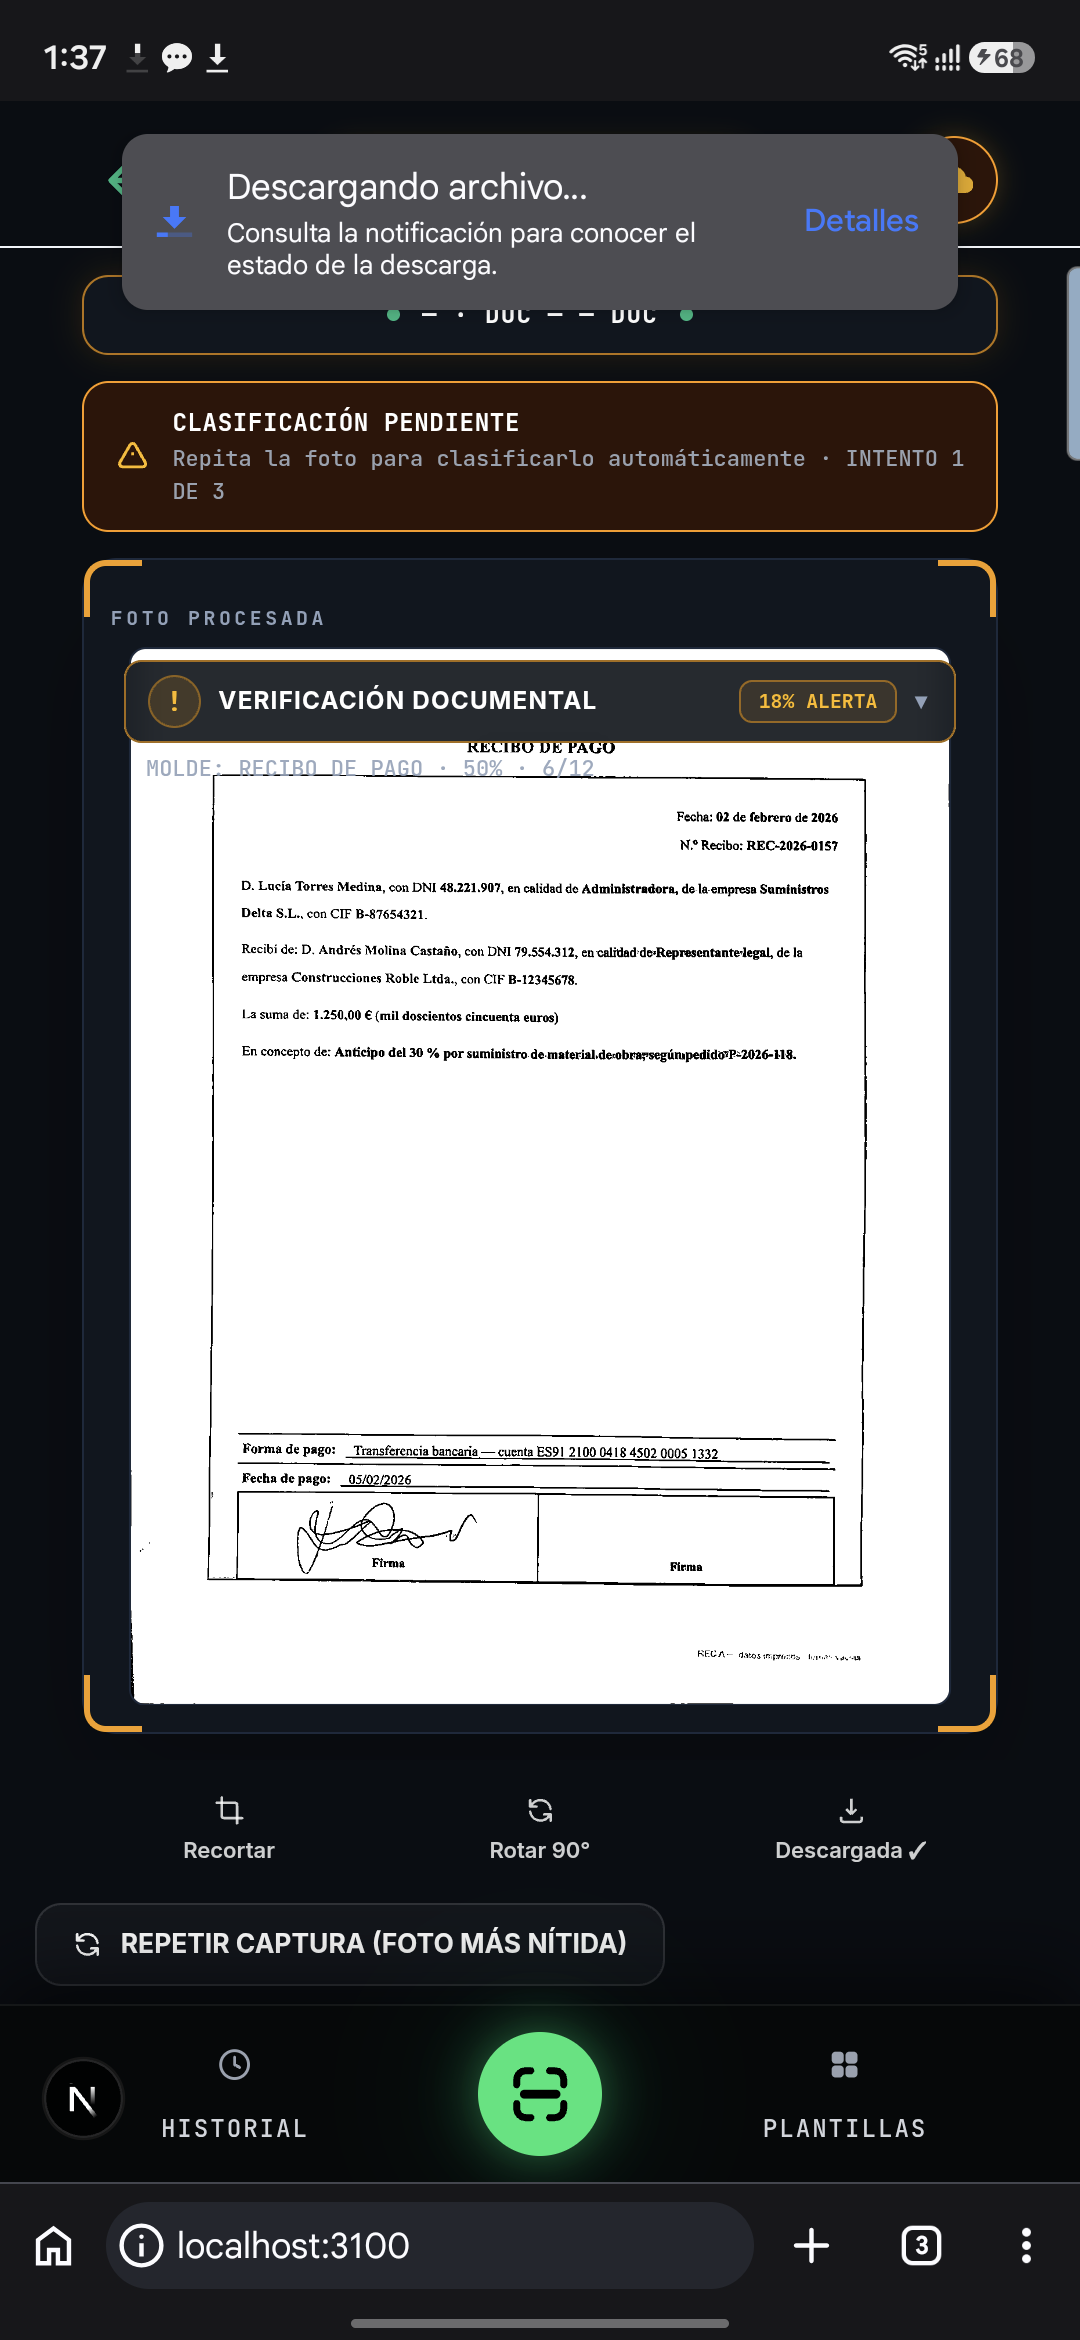 1:37
5
68
Descargando archivo...
Consulta la notificación para conocer el
estado de la descarga.
Detalles
— · DOC — — DOC
CLASIFICACIÓN PENDIENTE
Repita la foto para clasificarlo automáticamente · INTENTO 1
DE 3
FOTO PROCESADA
! VERIFICACIÓN DOCUMENTAL 18% ALERTA ▼
RECIBO DE PAGO
MOLDE: RECIBO DE PAGO · 50% · 6/12
Fecha: 02 de febrero de 2026
N.º Recibo: REC-2026-0157
D. Lucía Torres Medina, con DNI 48.221.907, en calidad de Administradora, de la empresa Suministros
Delta S.L., con CIF B-87654321.
Recibí de: D. Andrés Molina Castaño, con DNI 79.554.312, en calidad de Representante legal, de la
empresa Construcciones Roble Ltda., con CIF B-12345678.
La suma de: 1.250,00 € (mil doscientos cincuenta euros)
En concepto de: Anticipo del 30 % por suministro de material de obra, según pedido P-2026-118.
Forma de pago: Transferencia bancaria — cuenta ES91 2100 0418 4502 0005 1332
Fecha de pago: 05/02/2026
Firma
Firma
REC A – datos impresos
Recortar
Rotar 90°
Descargada ✓
REPETIR CAPTURA (FOTO MÁS NÍTIDA)
N
HISTORIAL
PLANTILLAS
localhost:3100
3